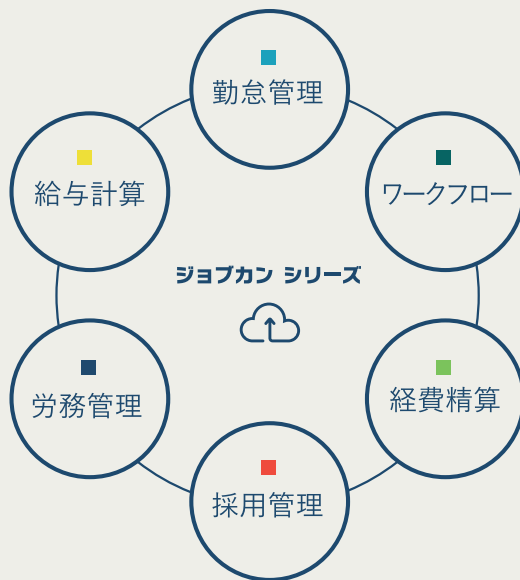 勤怠管理
給与計算
ワークフロー
ジョブカン シリーズ
労務管理
経費精算
採用管理